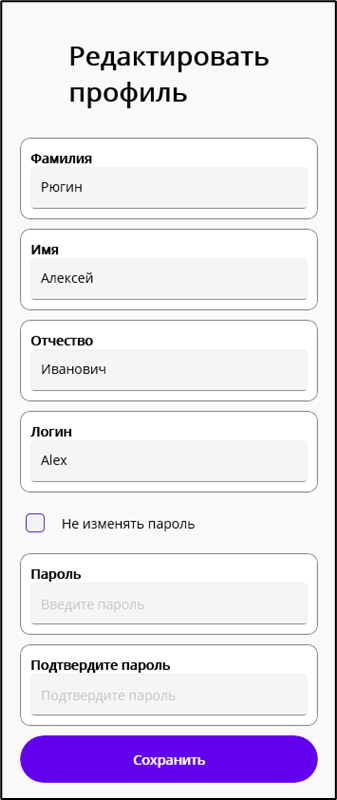 Редактировать
профиль
Фамилия
Рюгин
Имя
Алексей
Отчество
Иванович
Логин
Alex
Не изменять пароль
Пароль
Введите пароль
Подтвердите пароль
Подтвердите пароль
Сохранить